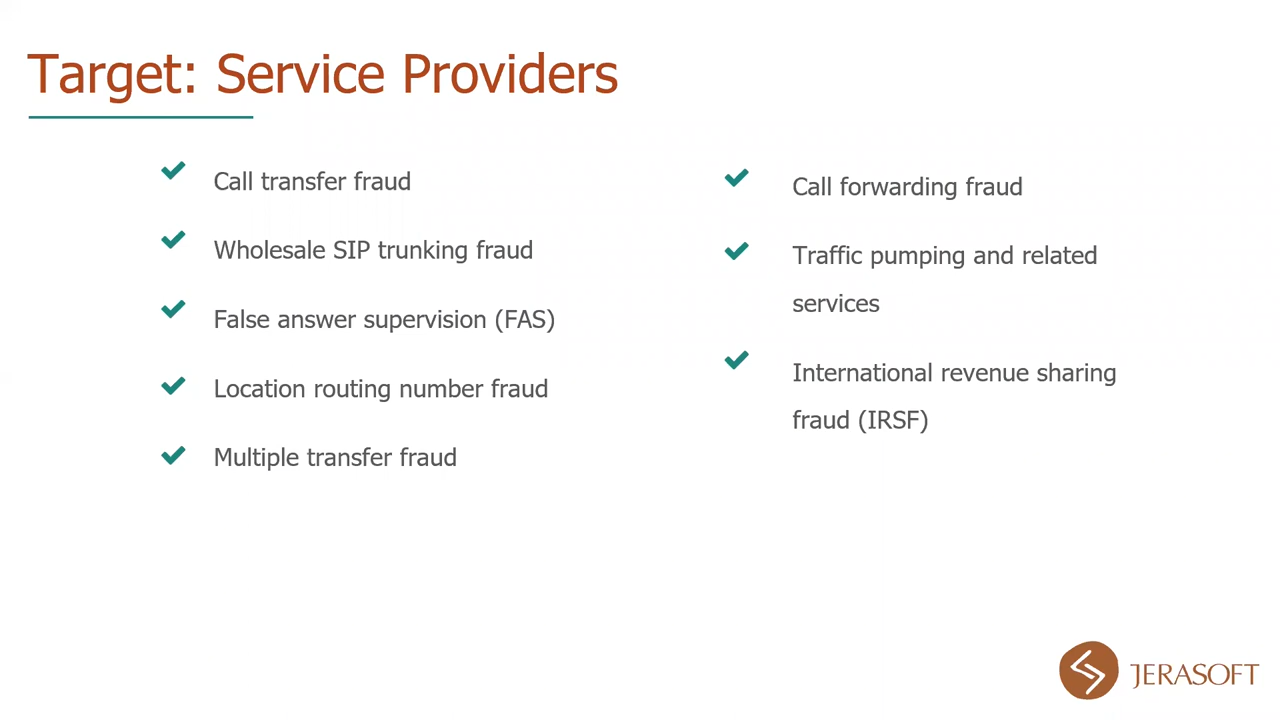 Target: Service Providers
Call transfer fraud
Wholesale SIP trunking fraud
False answer supervision (FAS)
Location routing number fraud
Multiple transfer fraud
Call forwarding fraud
Traffic pumping and related
services
International revenue sharing
fraud (IRSF)
JERASOFT